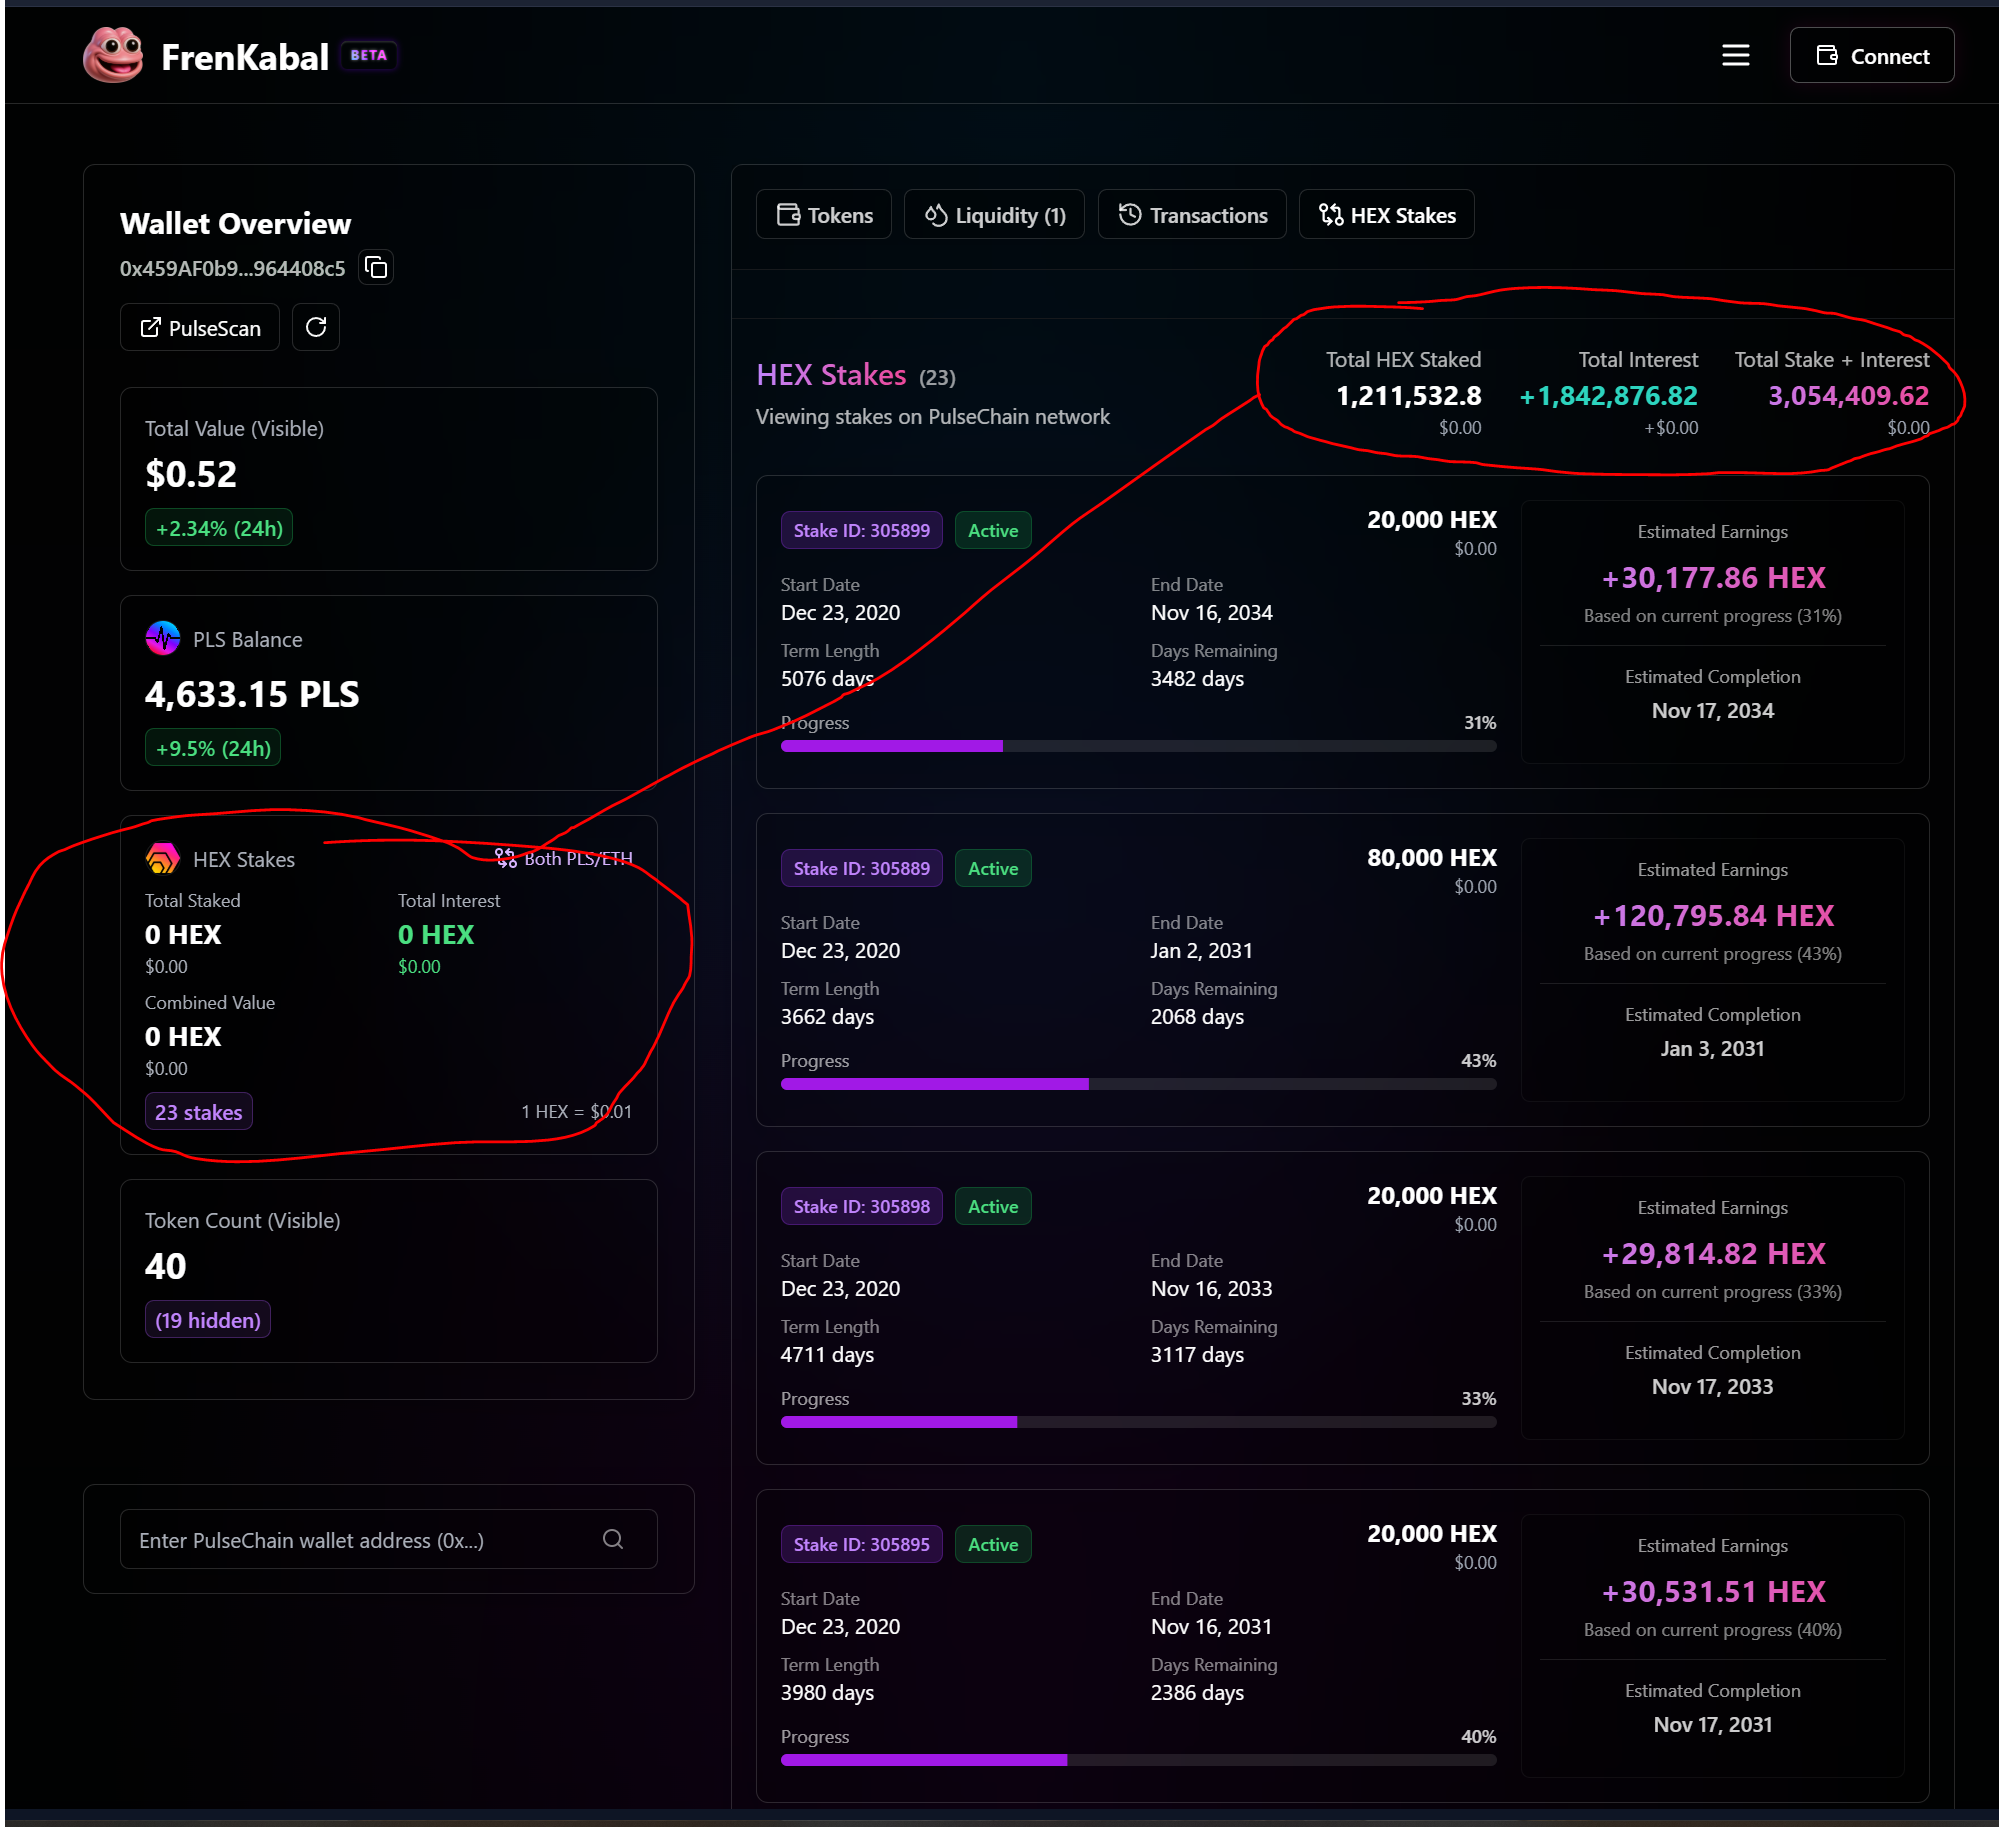 FrenKabal BETA
Connect
Wallet Overview
0x459AF0b9...964408c5
PulseScan
Total Value (Visible)
$0.52
+2.34% (24h)
PLS Balance
4,633.15 PLS
+9.5% (24h)
HEX Stakes
Both PLS/ETH
Total Staked
Total Interest
0 HEX
0 HEX
$0.00
$0.00
Combined Value
0 HEX
$0.00
23 stakes
1 HEX = $0.01
Token Count (Visible)
40
(19 hidden)
Enter PulseChain wallet address (0x...)
Tokens
Liquidity (1)
Transactions
HEX Stakes
HEX Stakes (23)
Viewing stakes on PulseChain network
Total HEX Staked
1,211,532.8
$0.00
Total Interest
+1,842,876.82
+$0.00
Total Stake + Interest
3,054,409.62
$0.00
Stake ID: 305899
Active
20,000 HEX
$0.00
Start Date
Dec 23, 2020
End Date
Nov 16, 2034
Term Length
5076 days
Days Remaining
3482 days
Progress
31%
Estimated Earnings
+30,177.86 HEX
Based on current progress (31%)
Estimated Completion
Nov 17, 2034
Stake ID: 305889
Active
80,000 HEX
$0.00
Start Date
Dec 23, 2020
End Date
Jan 2, 2031
Term Length
3662 days
Days Remaining
2068 days
Progress
43%
Estimated Earnings
+120,795.84 HEX
Based on current progress (43%)
Estimated Completion
Jan 3, 2031
Stake ID: 305898
Active
20,000 HEX
$0.00
Start Date
Dec 23, 2020
End Date
Nov 16, 2033
Term Length
4711 days
Days Remaining
3117 days
Progress
33%
Estimated Earnings
+29,814.82 HEX
Based on current progress (33%)
Estimated Completion
Nov 17, 2033
Stake ID: 305895
Active
20,000 HEX
$0.00
Start Date
Dec 23, 2020
End Date
Nov 16, 2031
Term Length
3980 days
Days Remaining
2386 days
Progress
40%
Estimated Earnings
+30,531.51 HEX
Based on current progress (40%)
Estimated Completion
Nov 17, 2031